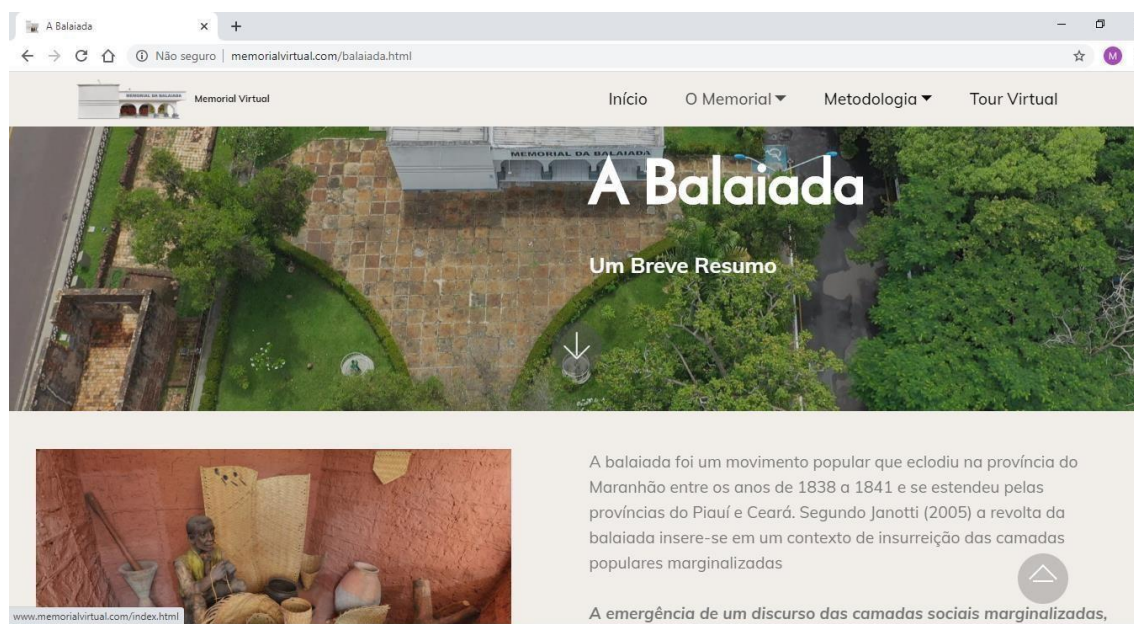 A Balaiada
Não seguro | memorialvirtual.com/balaiada.html
M
MEMORIAL DA BALAIADA
Memorial Virtual
Início O Memorial Metodologia Tour Virtual
MEMORIAL DA BALAIADA
A Balaiada
Um Breve Resumo
A balaiada foi um movimento popular que eclodiu na província do
Maranhão entre os anos de 1838 a 1841 e se estendeu pelas
províncias do Piauí e Ceará. Segundo Janotti (2005) a revolta da
balaiada insere-se em um contexto de insurreição das camadas
populares marginalizadas
A emergência de um discurso das camadas sociais marginalizadas,
www.memorialvirtual.com/index.html